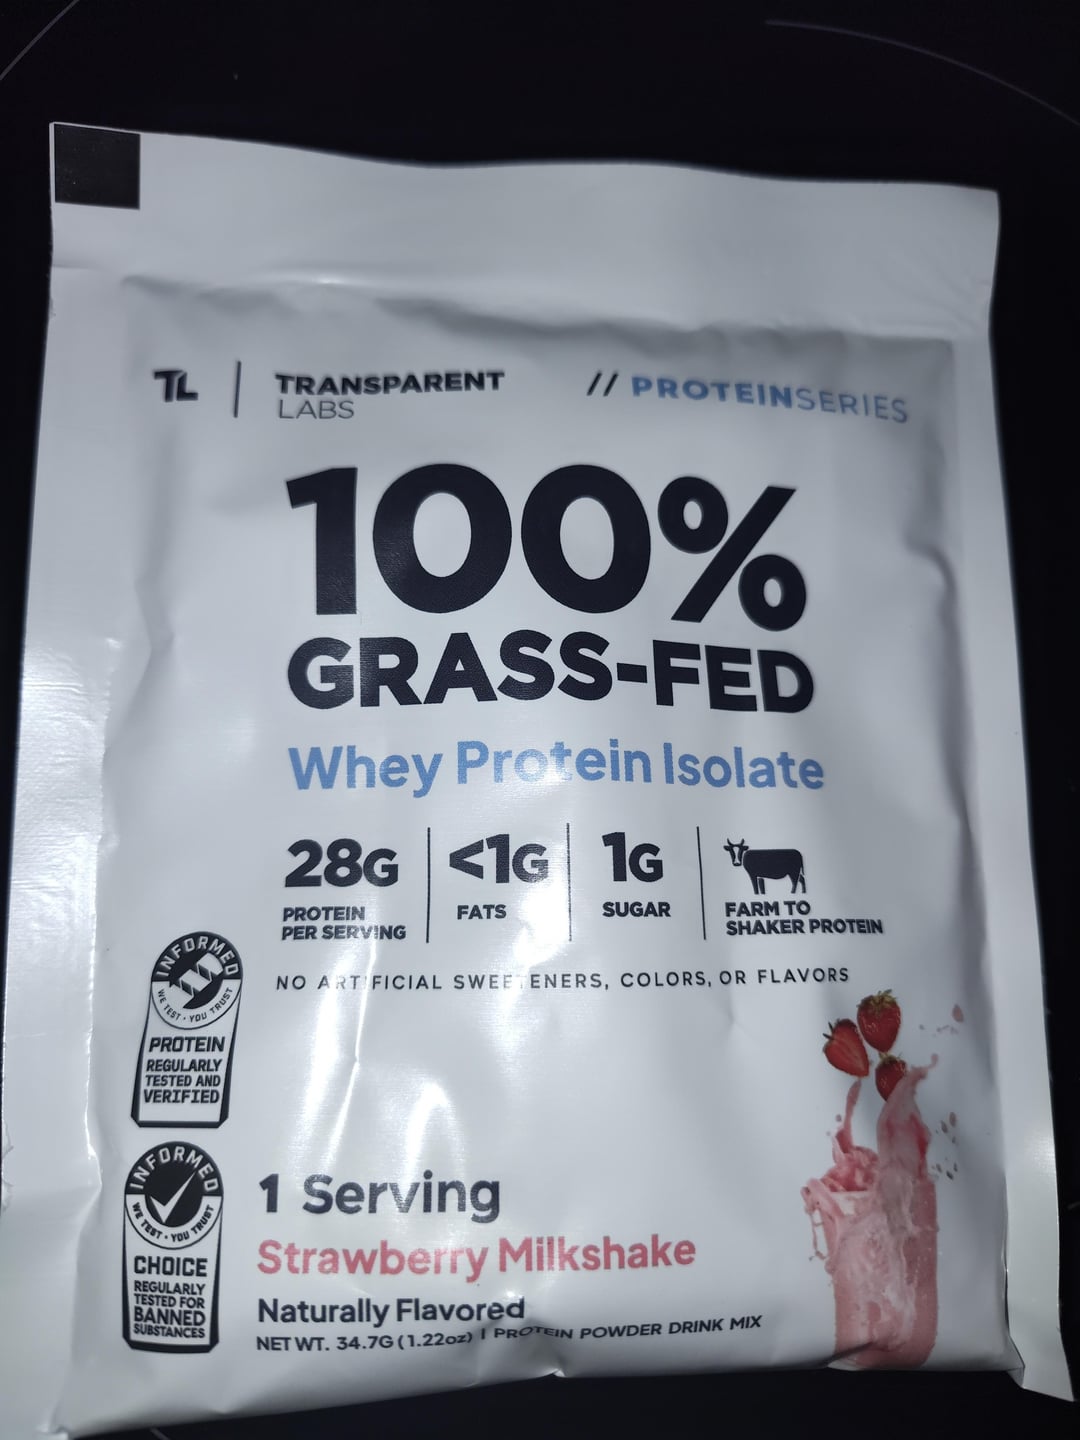 TL | TRANSPARENT LABS
// PROTEINSERIES
100%
GRASS-FED
Whey Protein Isolate
28G
PROTEIN
PER SERVING
<1G
FATS
1G
SUGAR
FARM TO
SHAKER PROTEIN
NO ARTIFICIAL SWEETENERS, COLORS, OR FLAVORS
INFORMED
WE TEST • YOU TRUST
PROTEIN
REGULARLY
TESTED AND
VERIFIED
INFORMED
WE TEST • YOU TRUST
CHOICE
REGULARLY
TESTED FOR
BANNED
SUBSTANCES
1 Serving
Strawberry Milkshake
Naturally Flavored
NET WT. 34.7G (1.22oz) | PROTEIN POWDER DRINK MIX